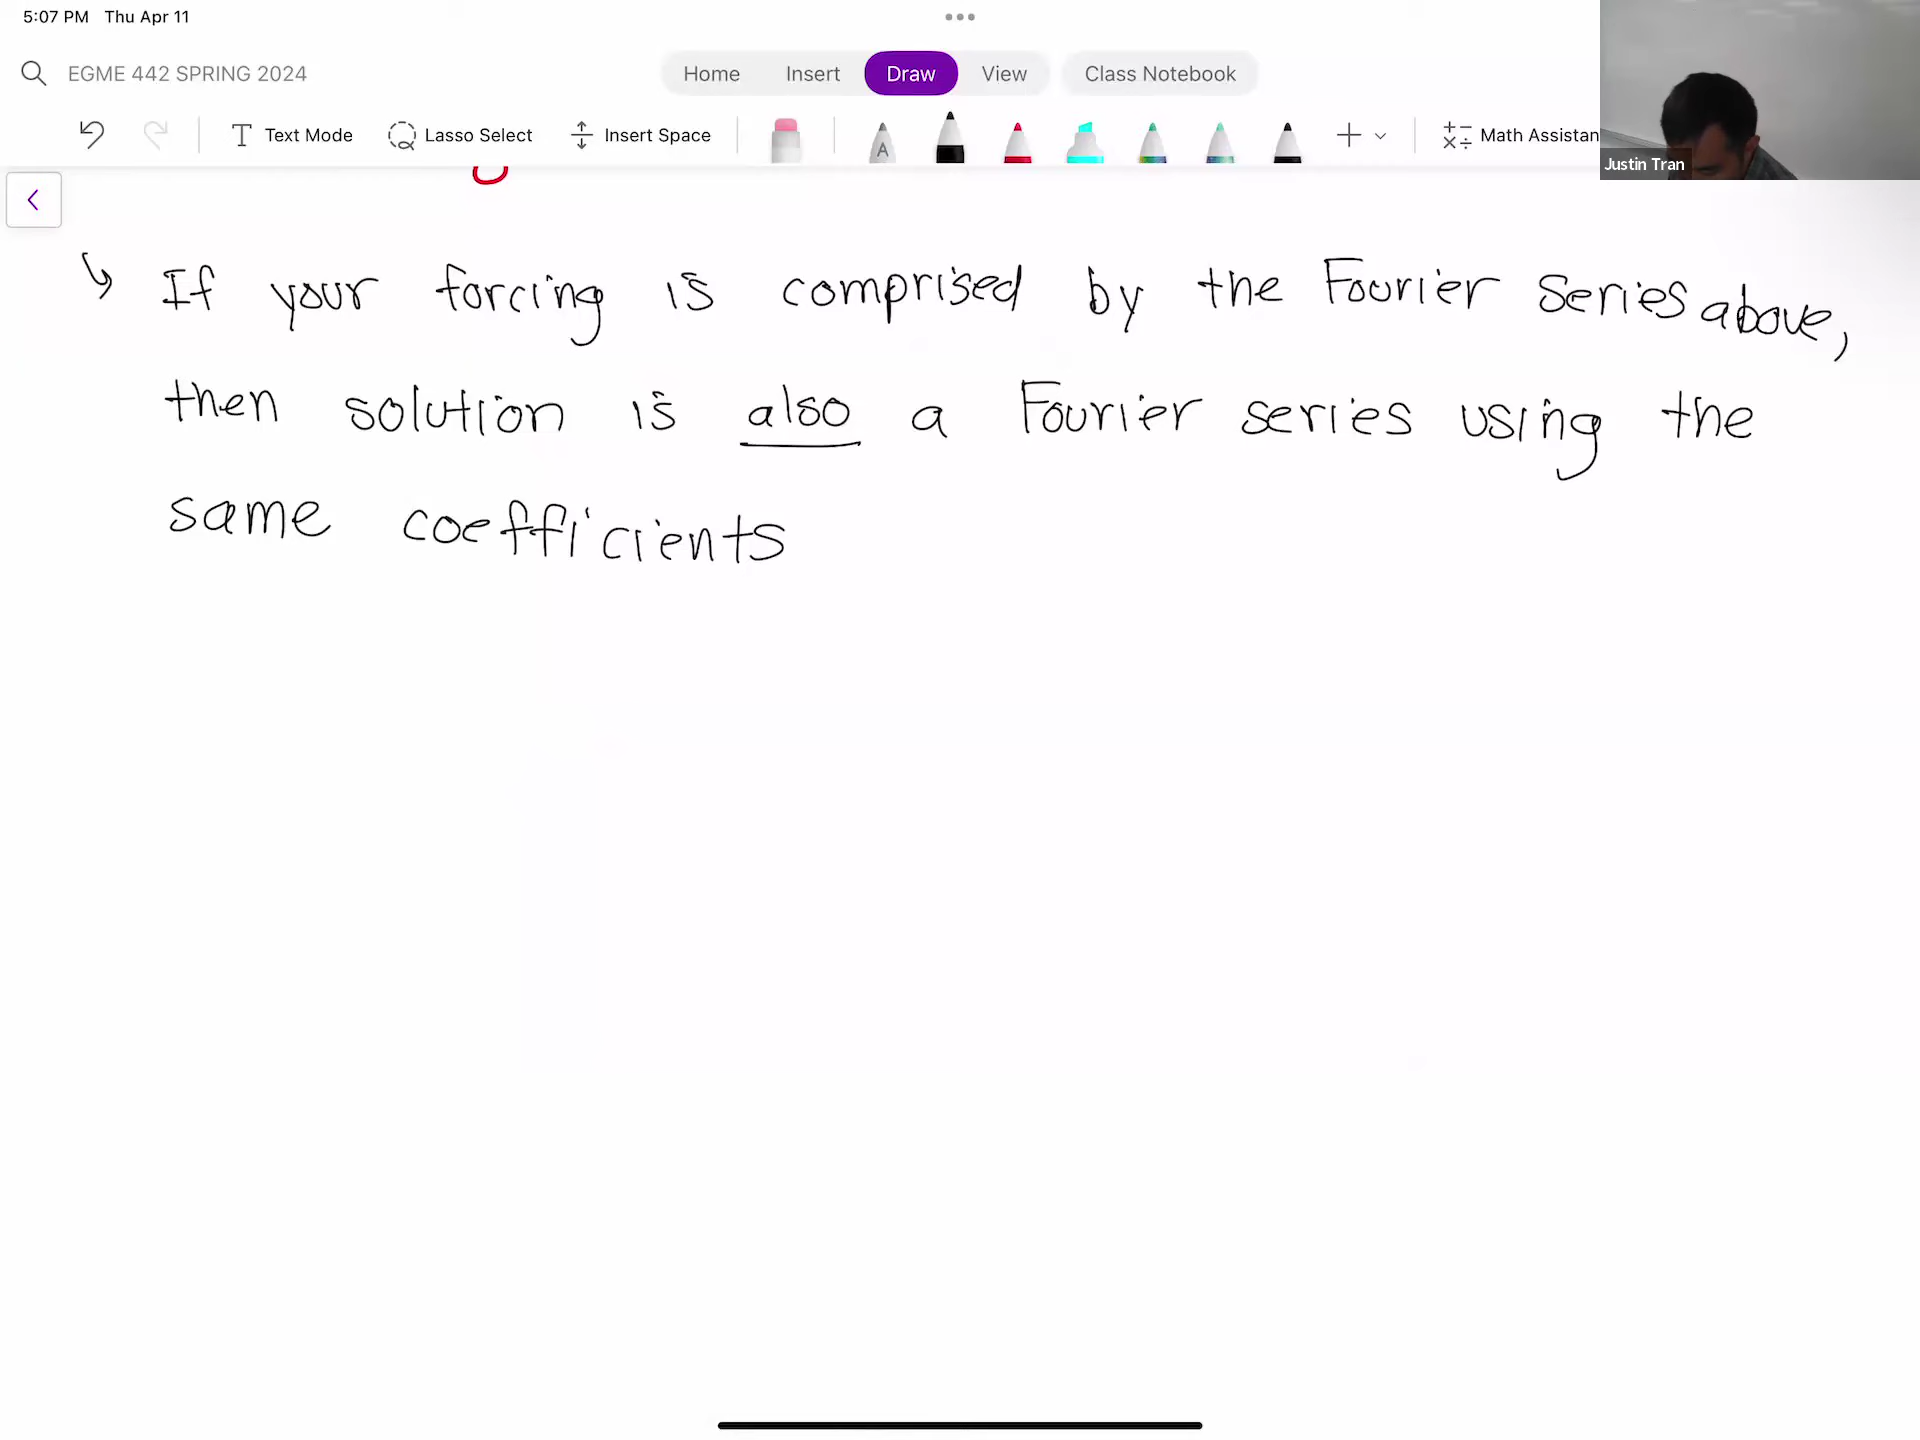 5:07 PM Thu Apr 11
EGME 442 SPRING 2024
Home Insert Draw View Class Notebook
Text Mode Lasso Select Insert Space A Math Assistan
Justin Tran
If your forcing is comprised by the Fourier series above,
then solution is also a Fourier series using the
same coefficients